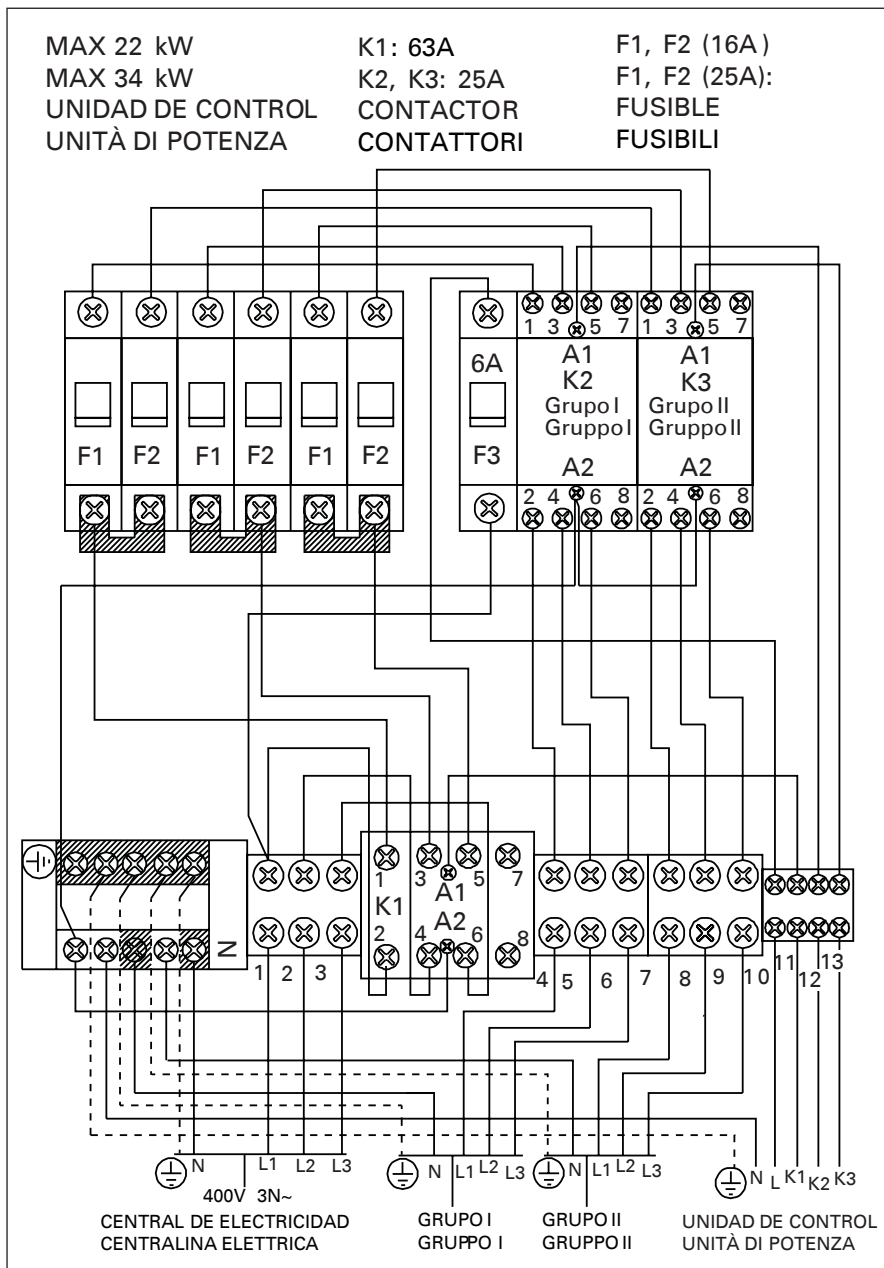 MAX 22 kW K1: 63A F1, F2 (16A)
MAX 34 kW K2, K3: 25A F1, F2 (25A):
UNIDAD DE CONTROL CONTACTOR FUSIBLE
UNITÀ DI POTENZA CONTATTORI FUSIBILI
1 3 5 7 1 3 5 7
6A A1 A1
K2 K3
Grupo I Grupo II
Gruppo I Gruppo II
F1 F2 F1 F2 F1 F2 F3
A2 A2
2 4 6 8 2 4 6 8
1 3 5 7
K1 A1
A2
2 4 6 8
N
1 2 3 4 5 6 7 8 9 10 11 12 13
N L1 L2 L3 N L1 L2 L3 N L1 L2 L3 N L K1 K2 K3
400V 3N~
CENTRAL DE ELECTRICIDAD GRUPO I GRUPO II UNIDAD DE CONTROL
CENTRALINA ELETTRICA GRUPPO I GRUPPO II UNITÀ DI POTENZA